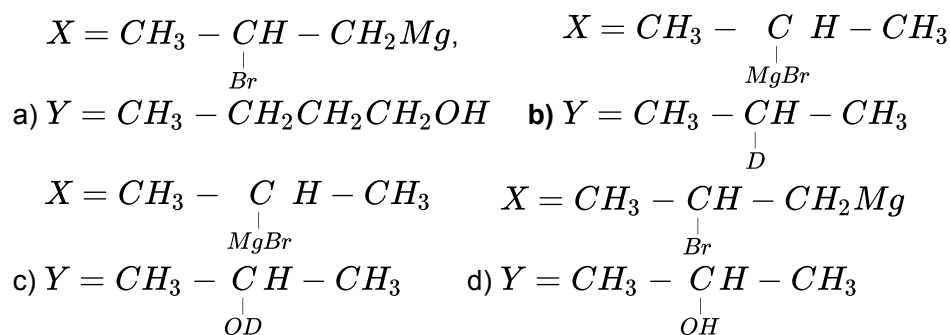 X = CH₃ − CH − CH₂Mg,
Br
a) Y = CH₃ − CH₂CH₂CH₂OH
X = CH₃ − C H − CH₃
MgBr
b) Y = CH₃ − CH − CH₃
D
X = CH₃ − C H − CH₃
MgBr
c) Y = CH₃ − CH − CH₃
OD
X = CH₃ − CH − CH₂Mg
Br
d) Y = CH₃ − CH − CH₃
OH